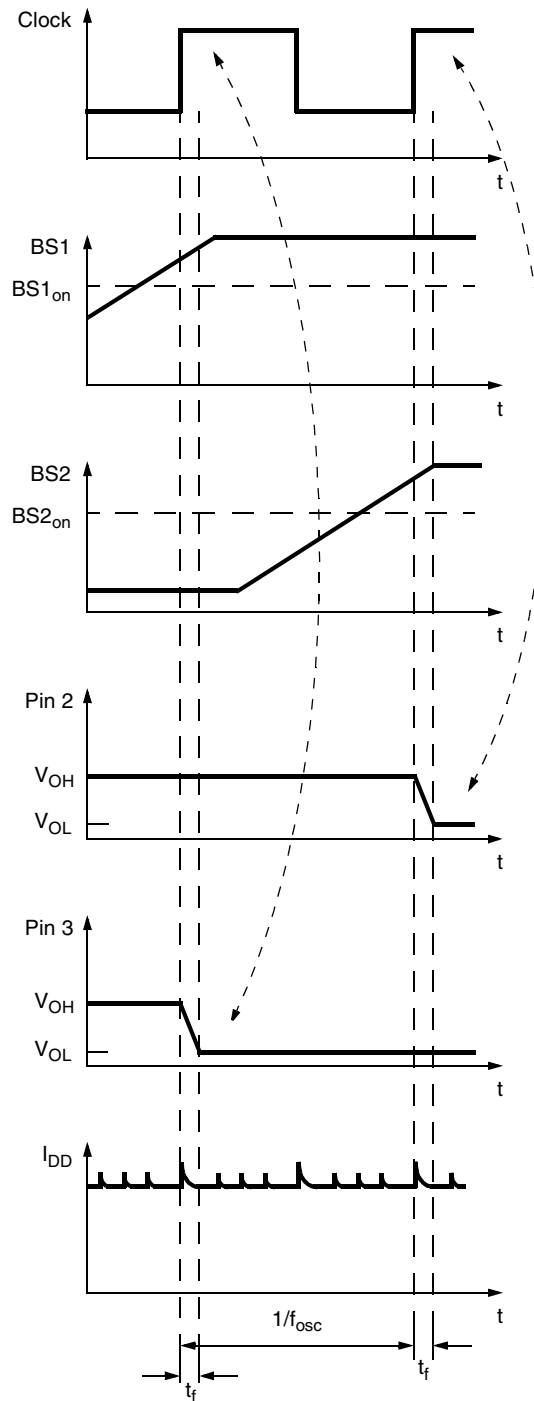 Clock
t
BS1
BS1on
t
BS2
BS2on
t
Pin 2
VOH
VOL
t
Pin 3
VOH
VOL
t
IDD
t
1/fosc
tf
tf